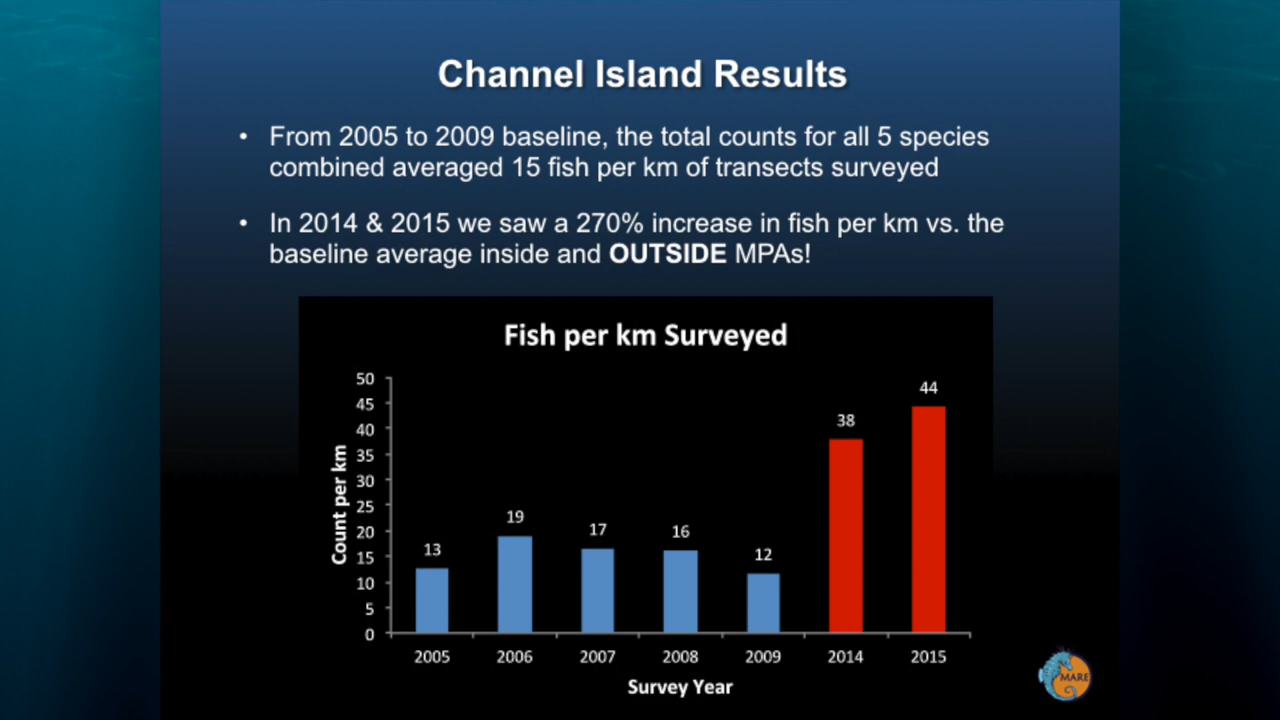 Channel Island Results
• From 2005 to 2009 baseline, the total counts for all 5 species
combined averaged 15 fish per km of transects surveyed
• In 2014 & 2015 we saw a 270% increase in fish per km vs. the
baseline average inside and OUTSIDE MPAs!
Fish per km Surveyed
Count per km
50
45
40
35
30
25
20
15
10
5
0
13
19
17
16
12
38
44
2005 2006 2007 2008 2009 2014 2015
Survey Year
MARE